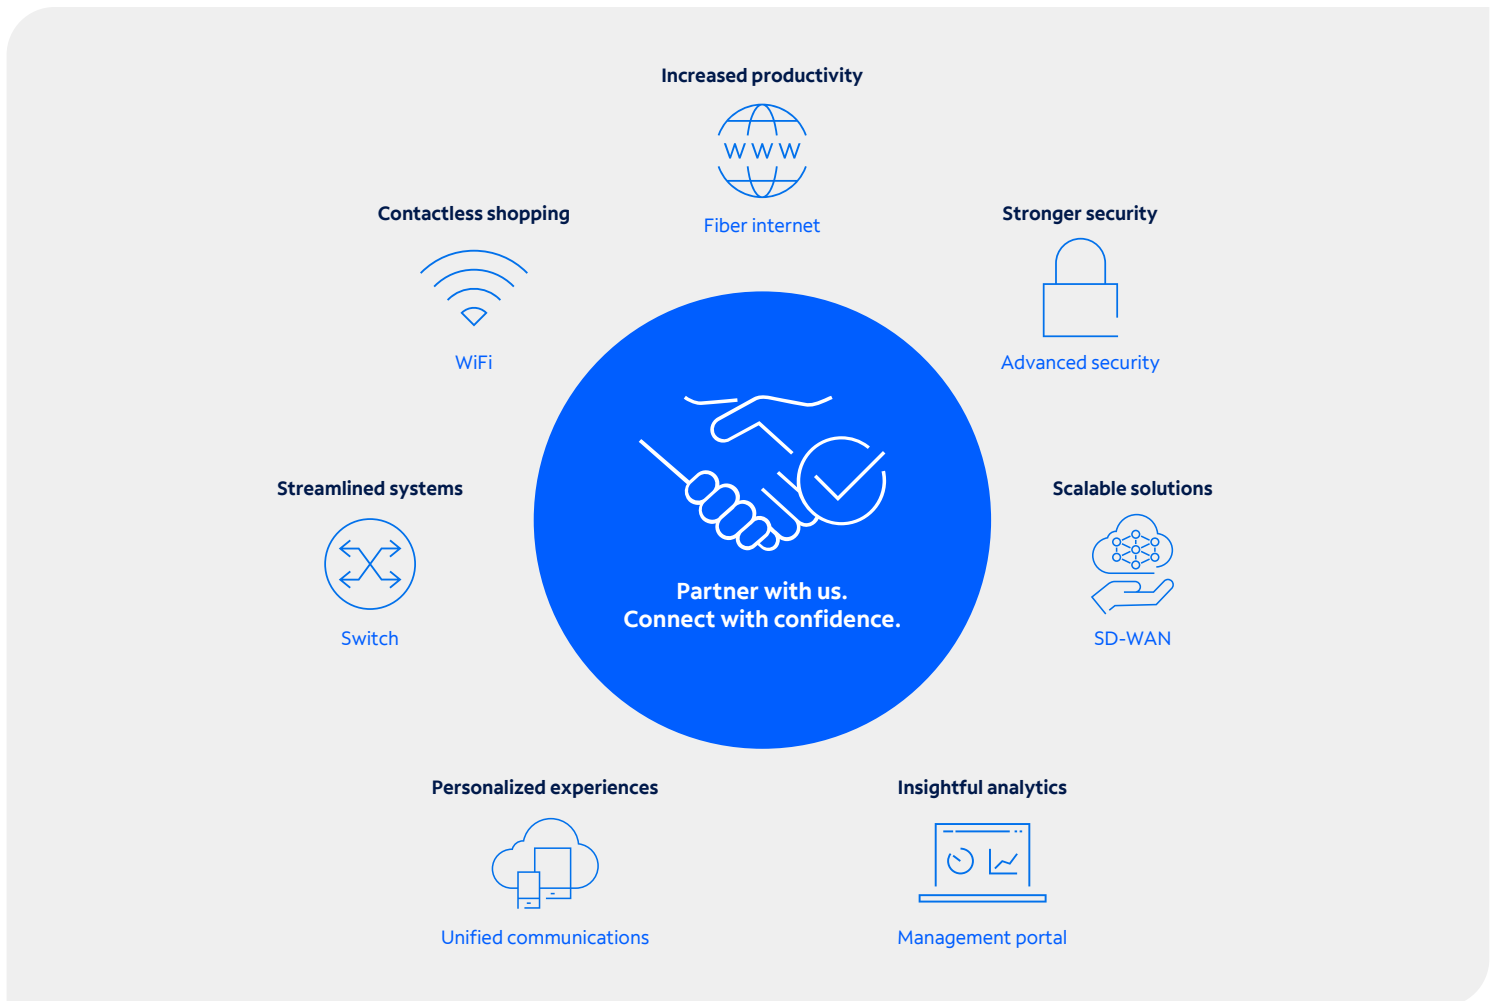 Increased productivity
WWW
Fiber internet
Contactless shopping
WiFi
Stronger security
Advanced security
Streamlined systems
Switch
Partner with us.
Connect with confidence.
Scalable solutions
SD-WAN
Personalized experiences
Unified communications
Insightful analytics
Management portal